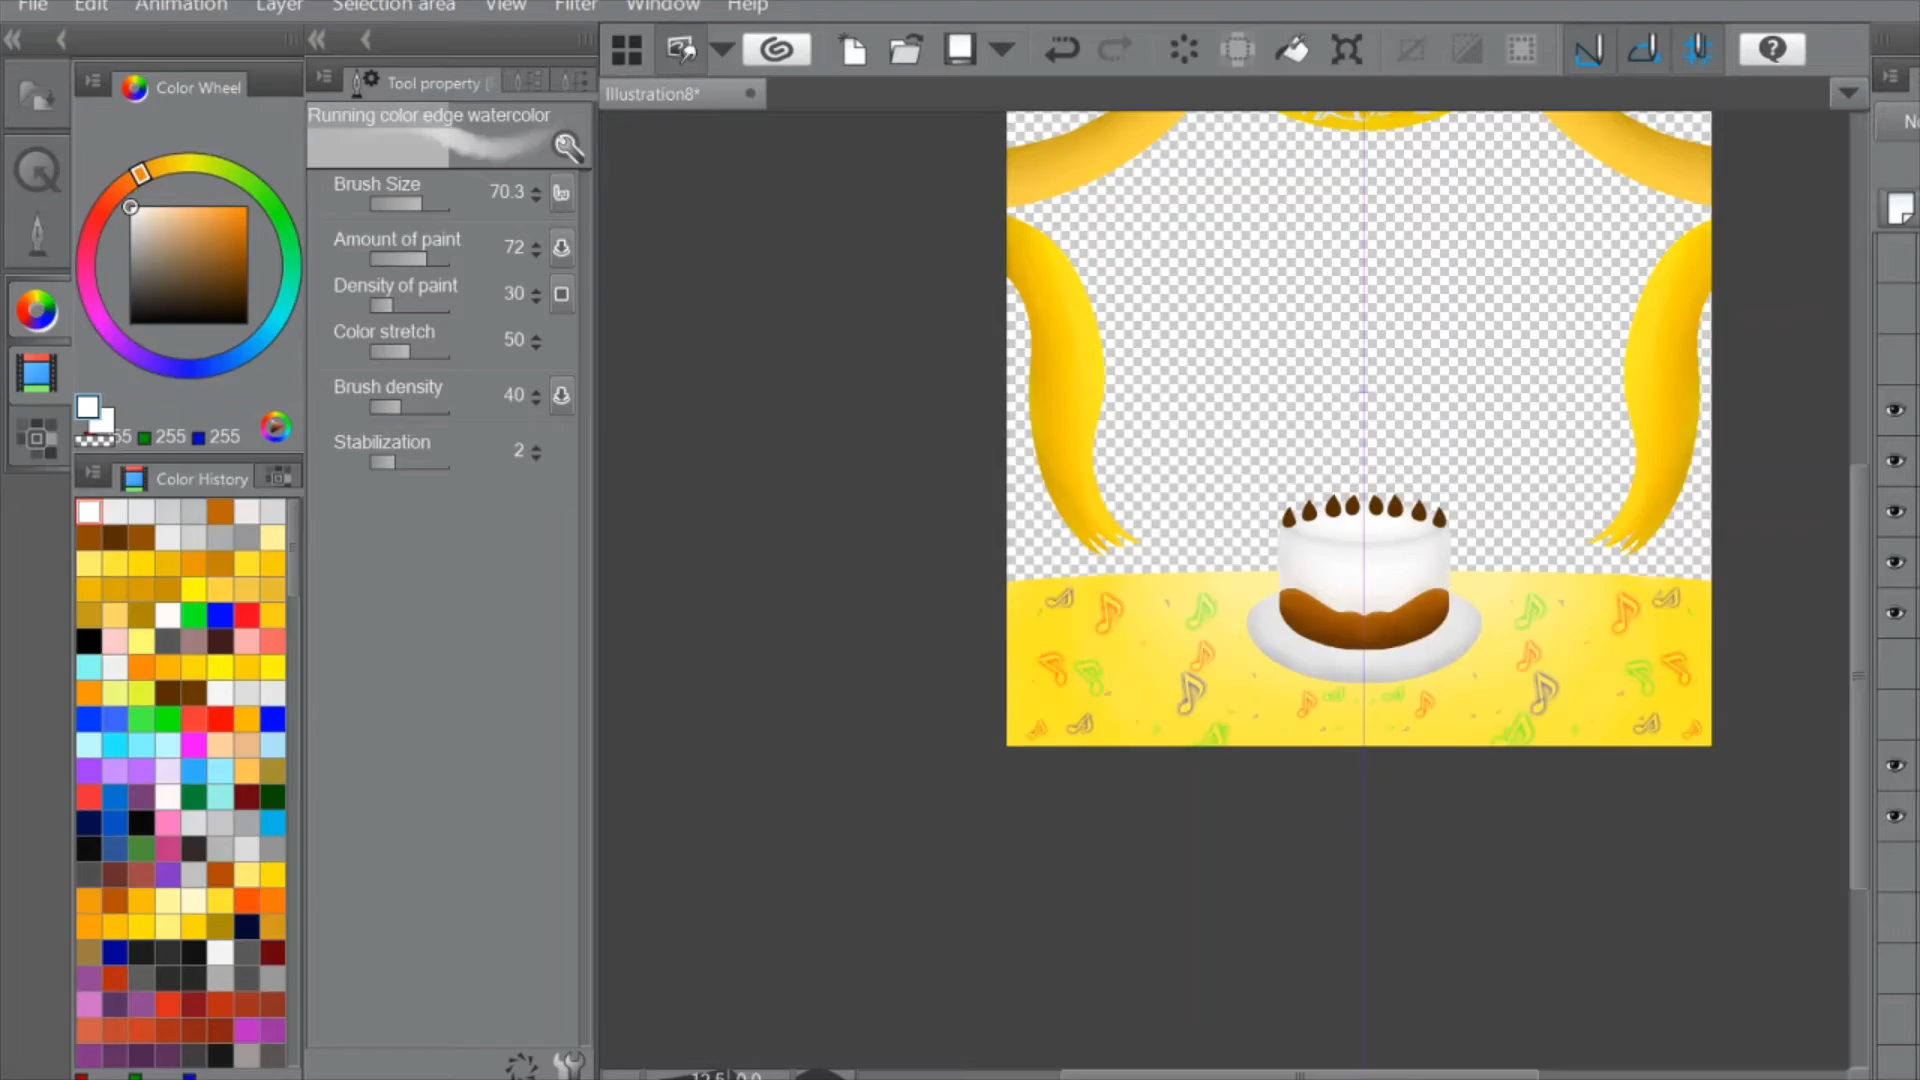 File Edit Animation Layer Selection area View Filter Window Help
Color Wheel
Tool property
Illustration8*
Running color edge watercolor
Brush Size 70.3
Amount of paint 72
Density of paint 30
Color stretch 50
Brush density 40
Stabilization 2
255 255
Color History